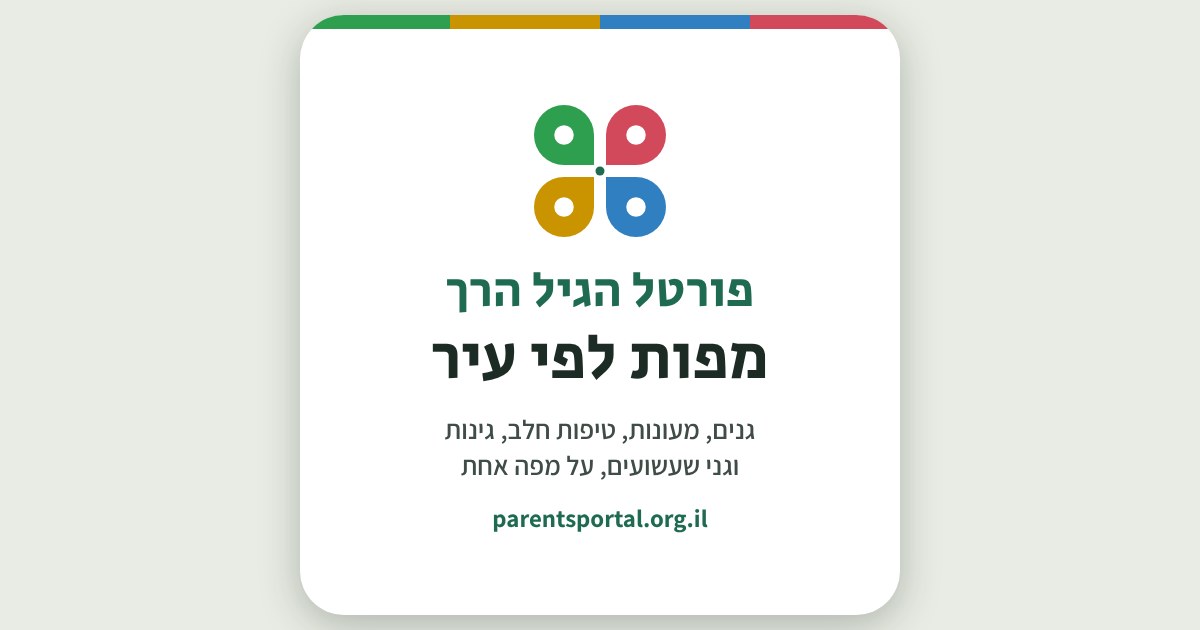 פורטל הגיל הרך
מפות לפי עיר
גנים, מעונות, טיפות חלב, גינות
וגני שעשועים, על מפה אחת
parentsportal.org.il